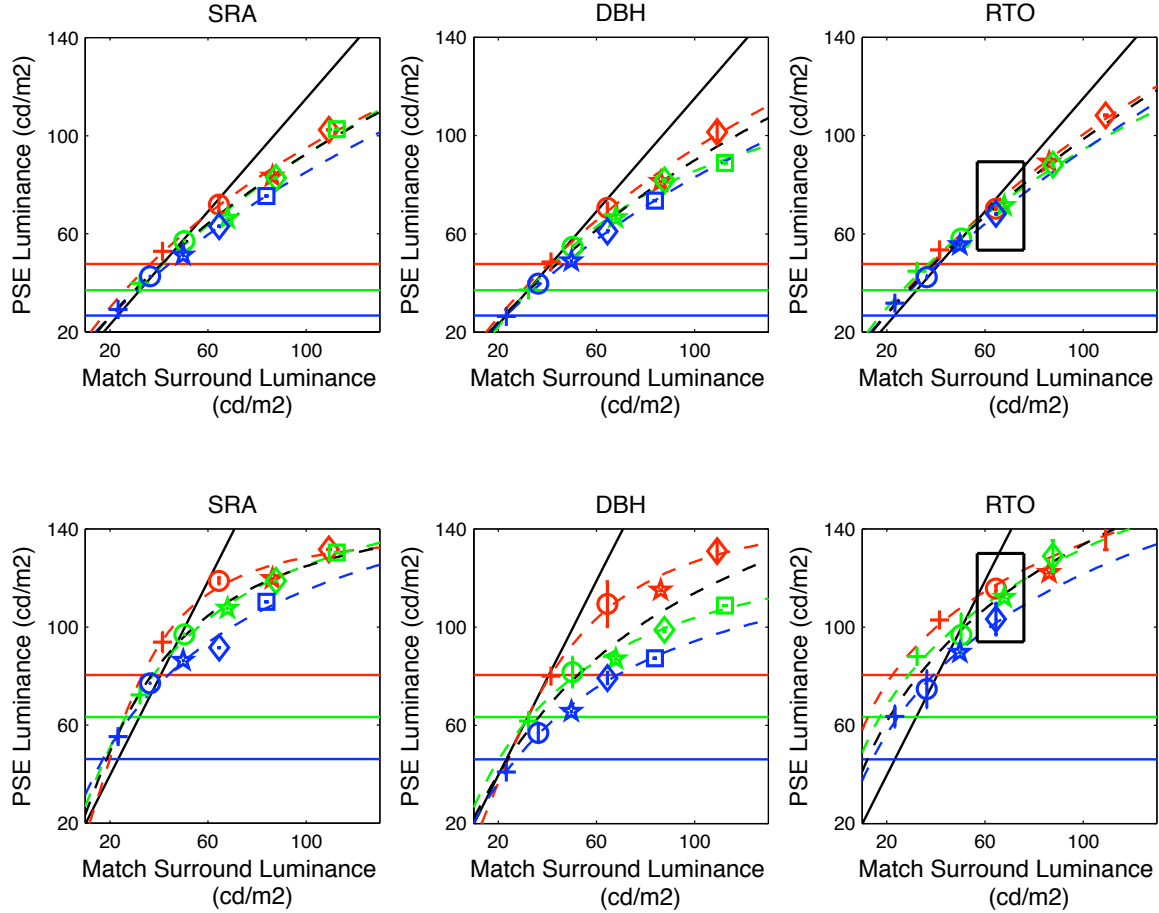 SRA
DBH
RTO
140
100
60
20
PSE Luminance (cd/m2)
20 60 100
Match Surround Luminance
(cd/m2)
140
100
60
20
PSE Luminance (cd/m2)
20 60 100
Match Surround Luminance
(cd/m2)
140
100
60
20
PSE Luminance (cd/m2)
20 60 100
Match Surround Luminance
(cd/m2)
SRA
DBH
RTO
140
100
60
20
PSE Luminance (cd/m2)
20 60 100
Match Surround Luminance
(cd/m2)
140
100
60
20
PSE Luminance (cd/m2)
20 60 100
Match Surround Luminance
(cd/m2)
140
100
60
20
PSE Luminance (cd/m2)
20 60 100
Match Surround Luminance
(cd/m2)